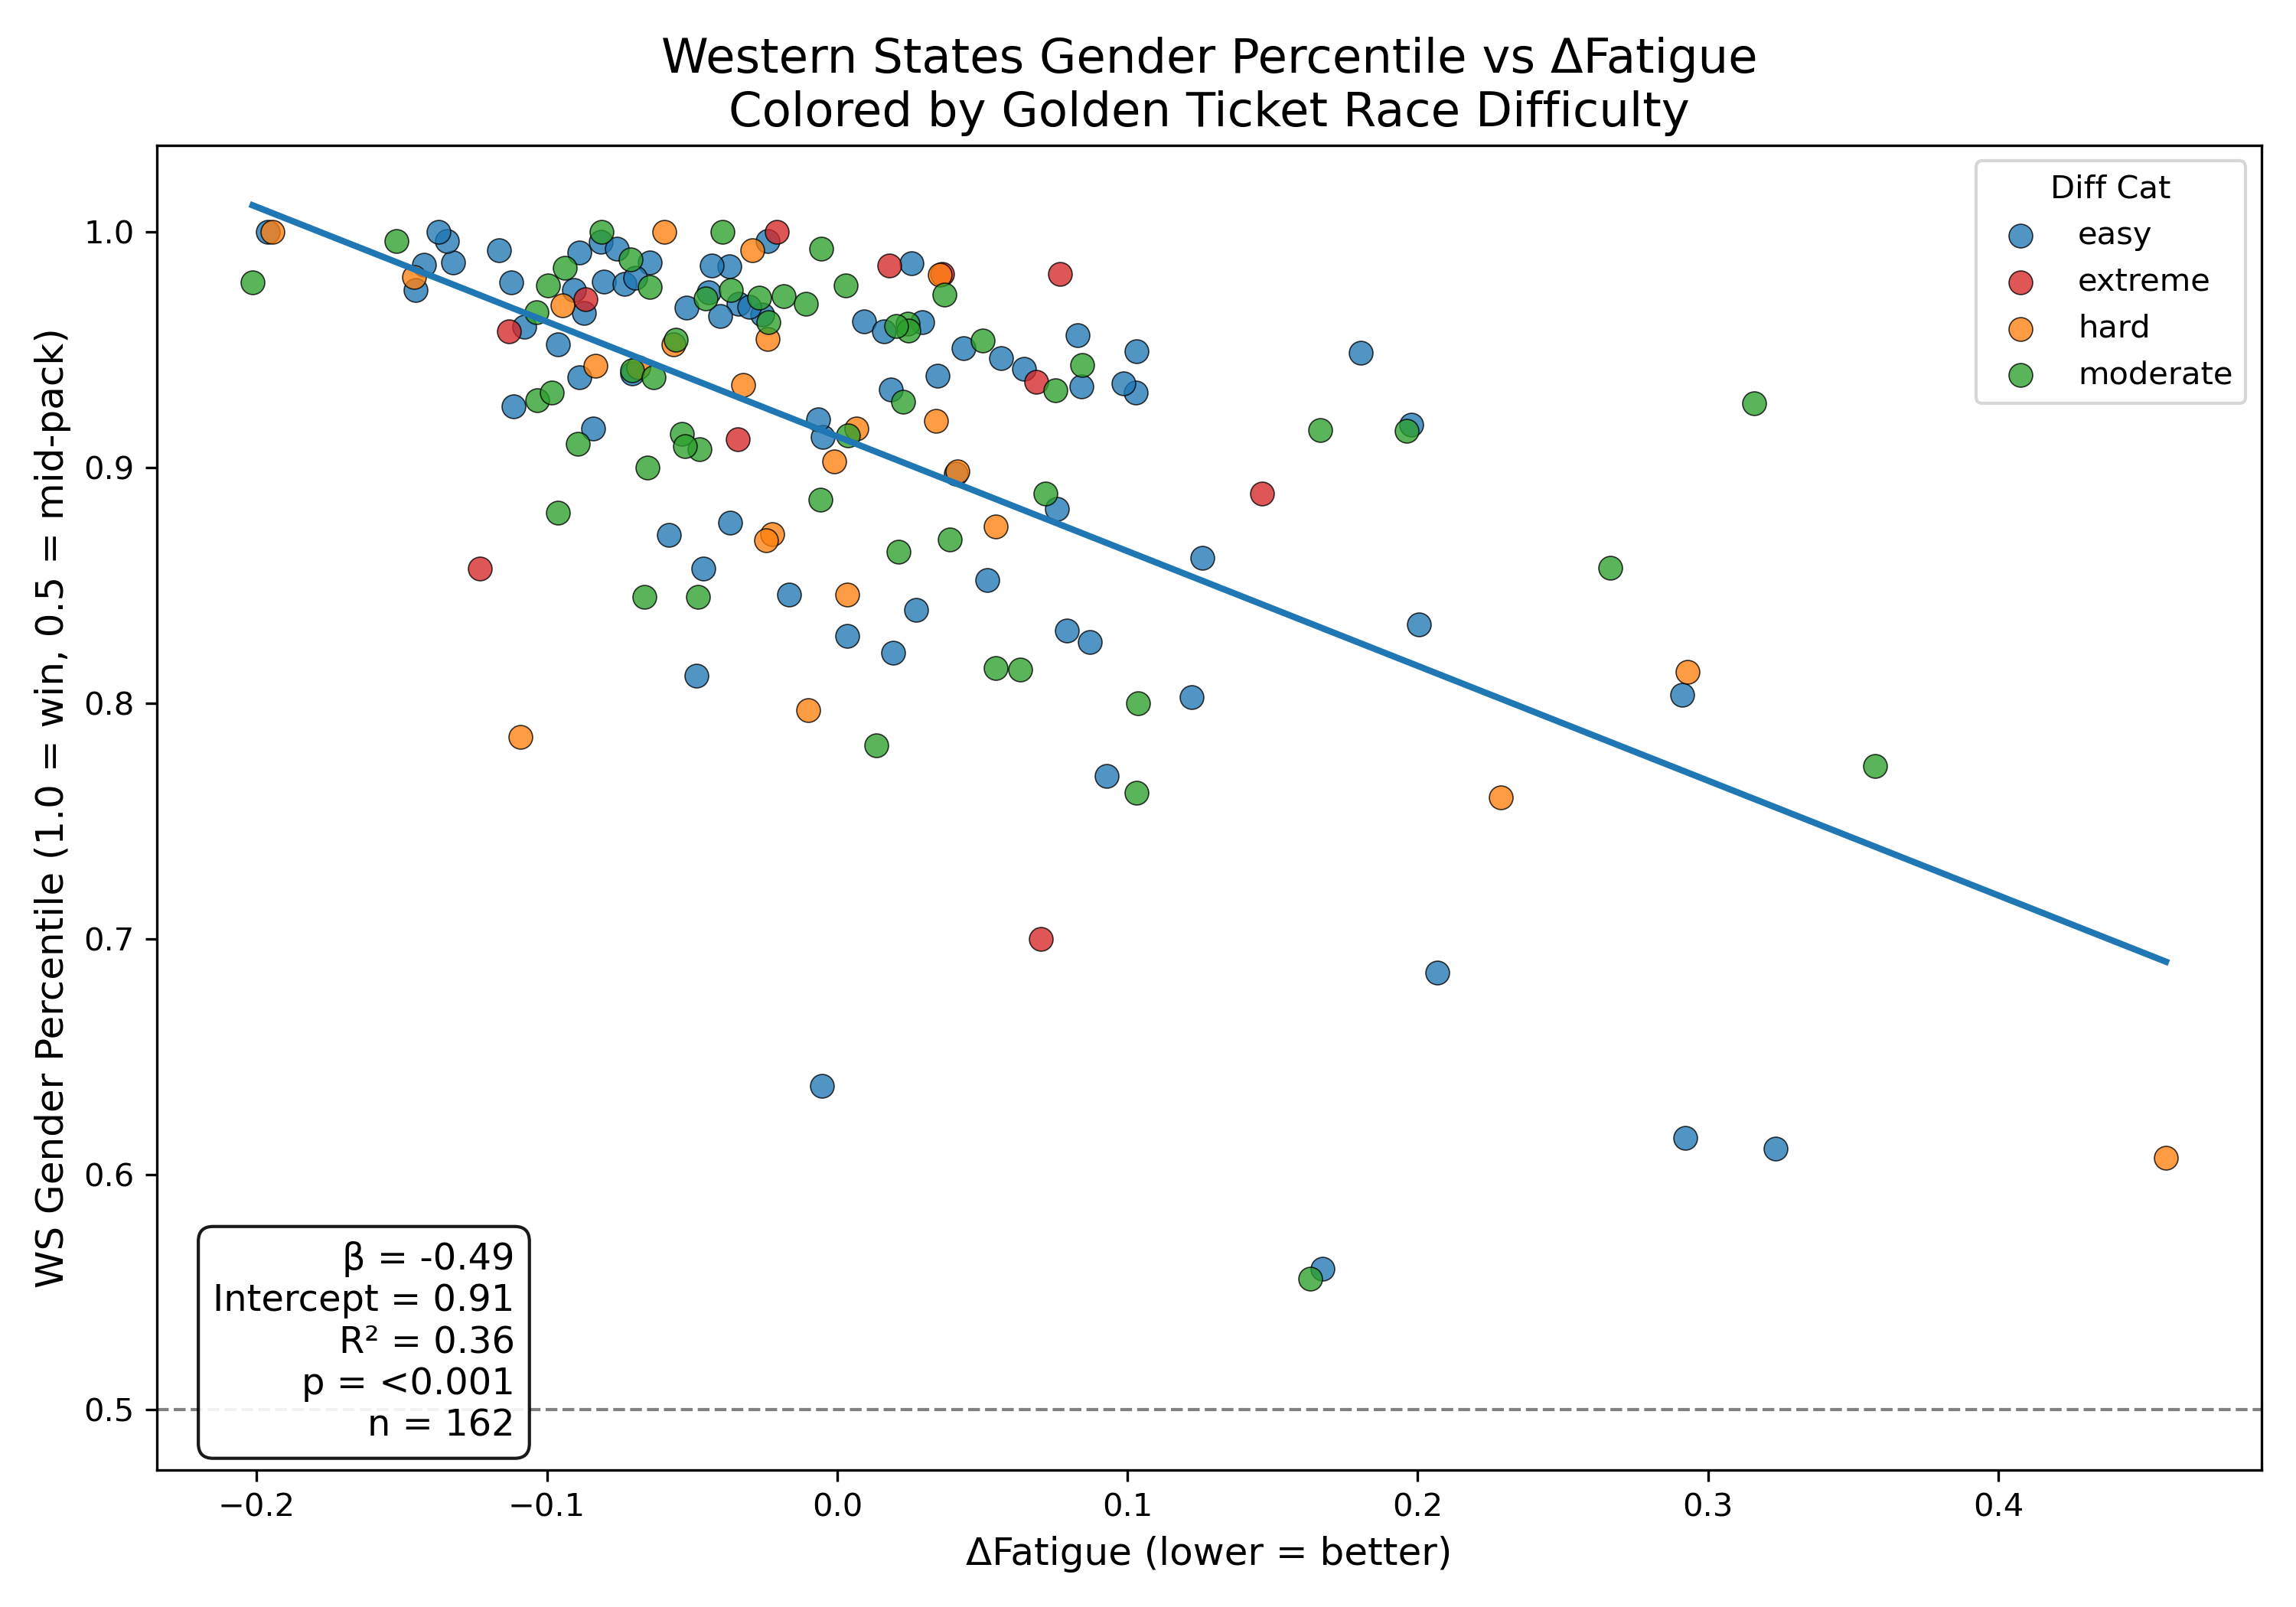 Western States Gender Percentile vs ΔFatigue
Colored by Golden Ticket Race Difficulty
WS Gender Percentile (1.0 = win, 0.5 = mid-pack)
1.0
0.9
0.8
0.7
0.6
0.5
Diff Cat
easy
extreme
hard
moderate
β = -0.49
Intercept = 0.91
R² = 0.36
p = <0.001
n = 162
−0.2
−0.1
0.0
0.1
0.2
0.3
0.4
ΔFatigue (lower = better)